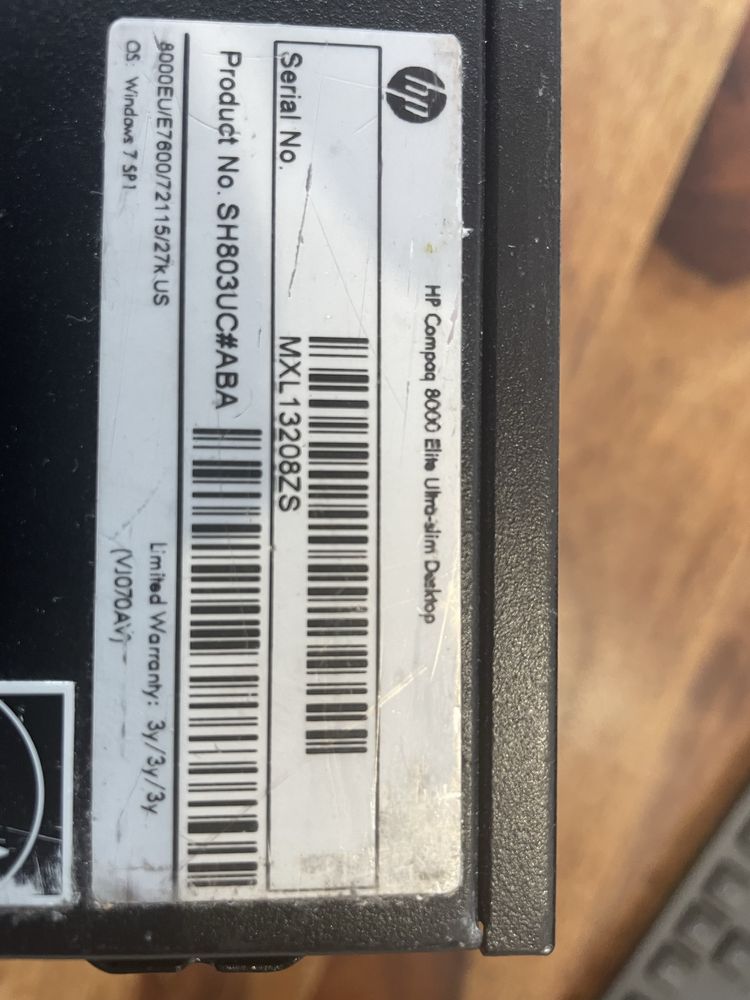 hp
HP Compaq 8000 Elite Ultra-slim Desktop
Serial No.
MXL13208ZS
Product No. SH803UC#ABA
8000EU/E7600/72115/27k US
Limited Warranty: 3y/3y/3y
OS: Windows 7 SP1
(VJ070AV)